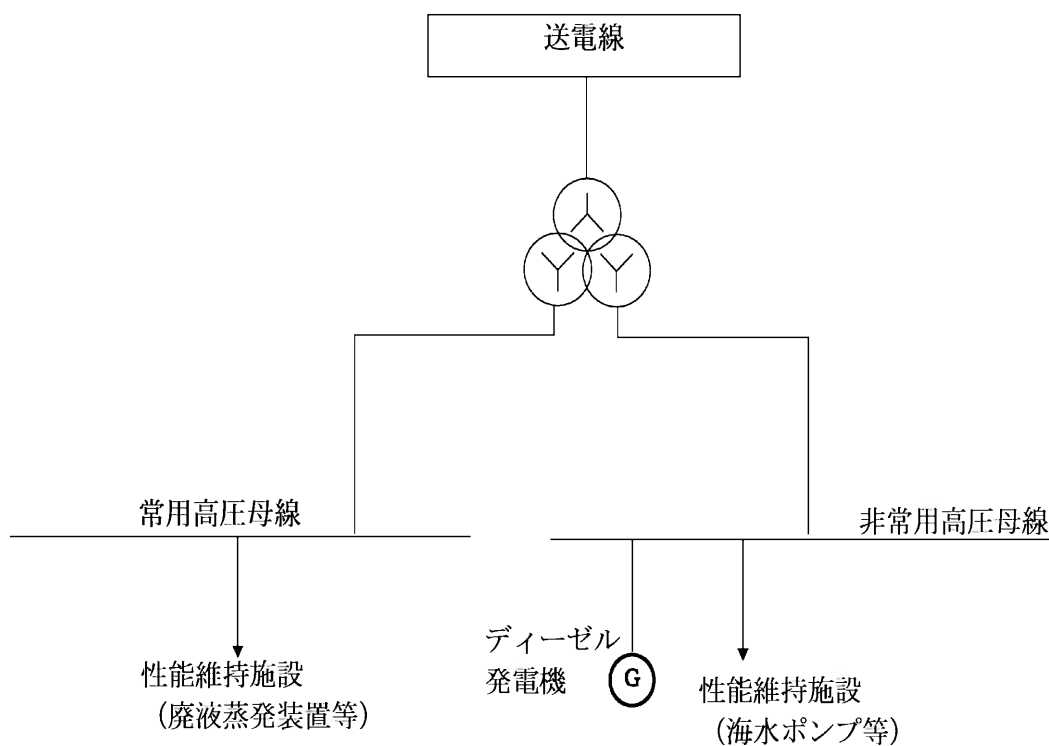 送電線
常用高圧母線
非常用高圧母線
性能維持施設
（廃液蒸発装置等）
ディーゼル
発電機
G
性能維持施設
（海水ポンプ等）